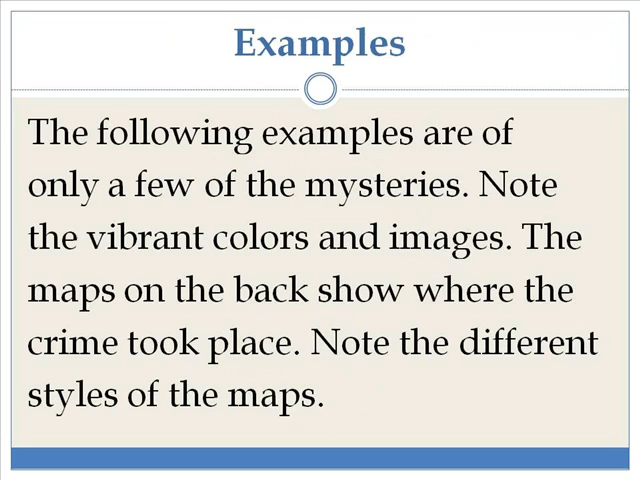 Examples
The following examples are of
only a few of the mysteries. Note
the vibrant colors and images. The
maps on the back show where the
crime took place. Note the different
styles of the maps.